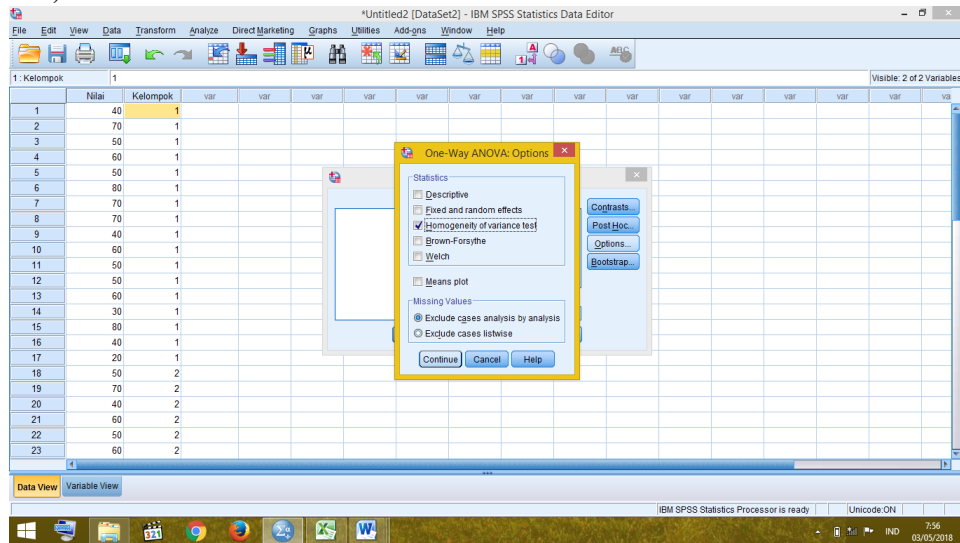 *Untitled2 [DataSet2] - IBM SPSS Statistics Data Editor
File Edit View Data Transform Analyze Direct Marketing Graphs Utilities Add-ons Window Help
1 : Kelompok 1 Visible: 2 of 2 Variables
Nilai Kelompok var var var var var var var var var var var var var va
1 40 1
2 70 1
3 50 1
4 60 1
5 50 1
6 80 1
7 70 1
8 70 1
9 40 1
10 60 1
11 50 1
12 50 1
13 60 1
14 30 1
15 80 1
16 40 1
17 20 1
18 50 2
19 70 2
20 40 2
21 60 2
22 50 2
23 60 2
One-Way ANOVA: Options
Statistics
Descriptive
Fixed and random effects
Homogeneity of variance test
Brown-Forsythe
Welch
Means plot
Missing Values
Exclude cases analysis by analysis
Exclude cases listwise
Continue Cancel Help
Contrasts...
Post Hoc...
Options...
Bootstrap...
Data View Variable View
IBM SPSS Statistics Processor is ready Unicode:ON
IND 7:56
03/05/2018